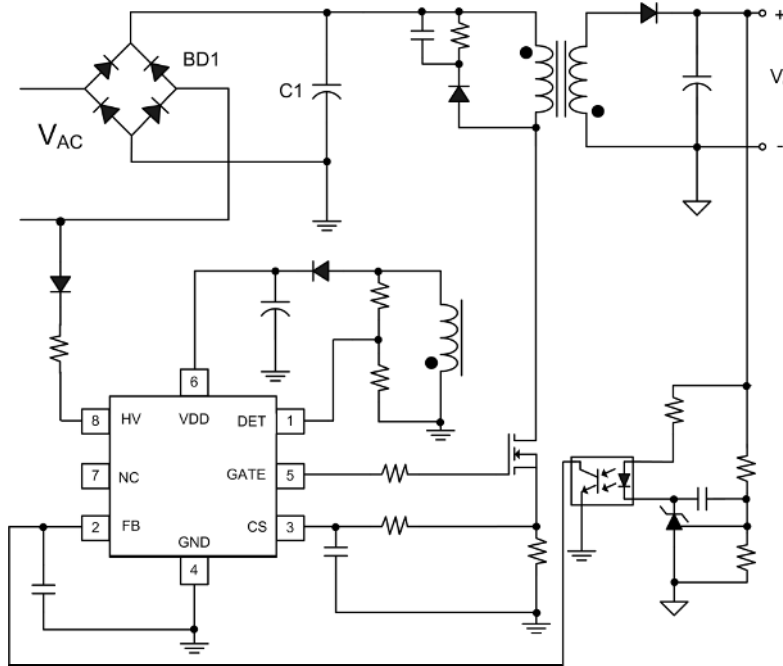 BD1
C1
VAC
+
V
-
6
VDD
8 HV
DET 1
7 NC
GATE 5
2 FB
CS 3
GND
4